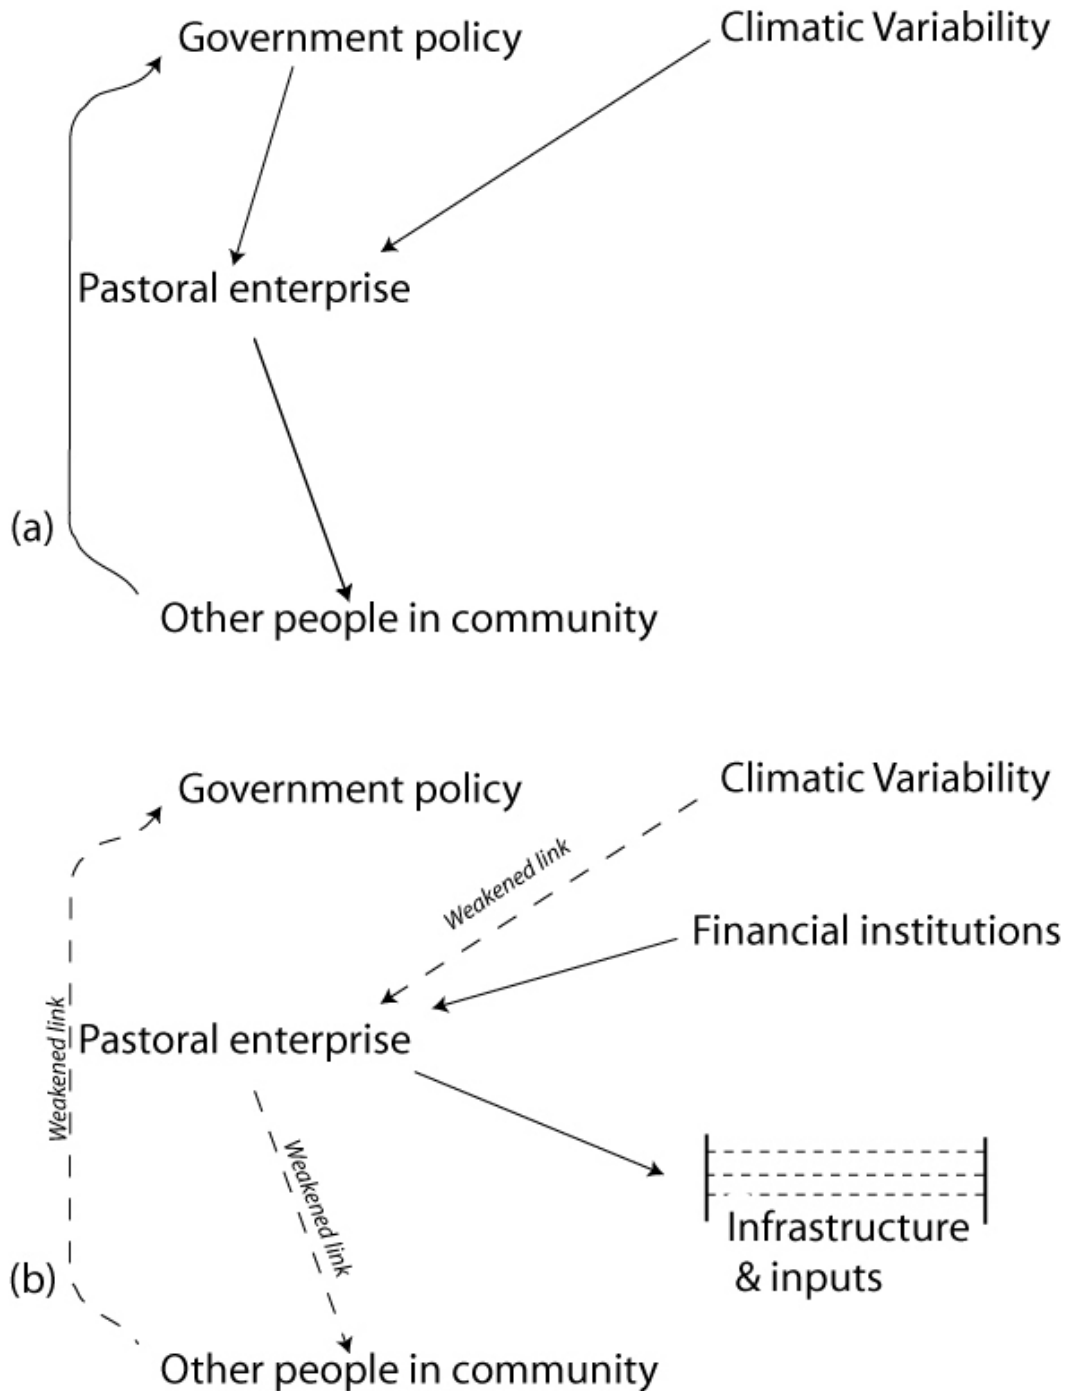 Government policy
Climatic Variability
Pastoral enterprise
(a)
Other people in community
Government policy
Climatic Variability
Weakened link
Financial institutions
Weakened link
Pastoral enterprise
Weakened link
Infrastructure
& inputs
(b)
Other people in community